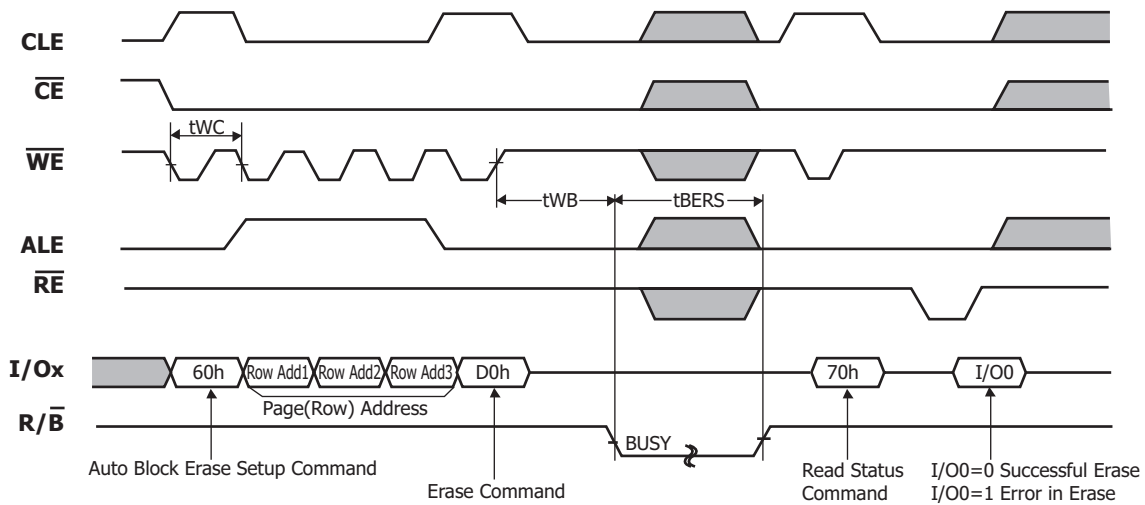 CLE
CE
tWC
WE
tWB
tBERS
ALE
RE
I/Ox
60h
Row Add1
Row Add2
Row Add3
D0h
70h
I/O0
Page(Row) Address
R/B
BUSY
Auto Block Erase Setup Command
Erase Command
Read Status
Command
I/O0=0 Successful Erase
I/O0=1 Error in Erase